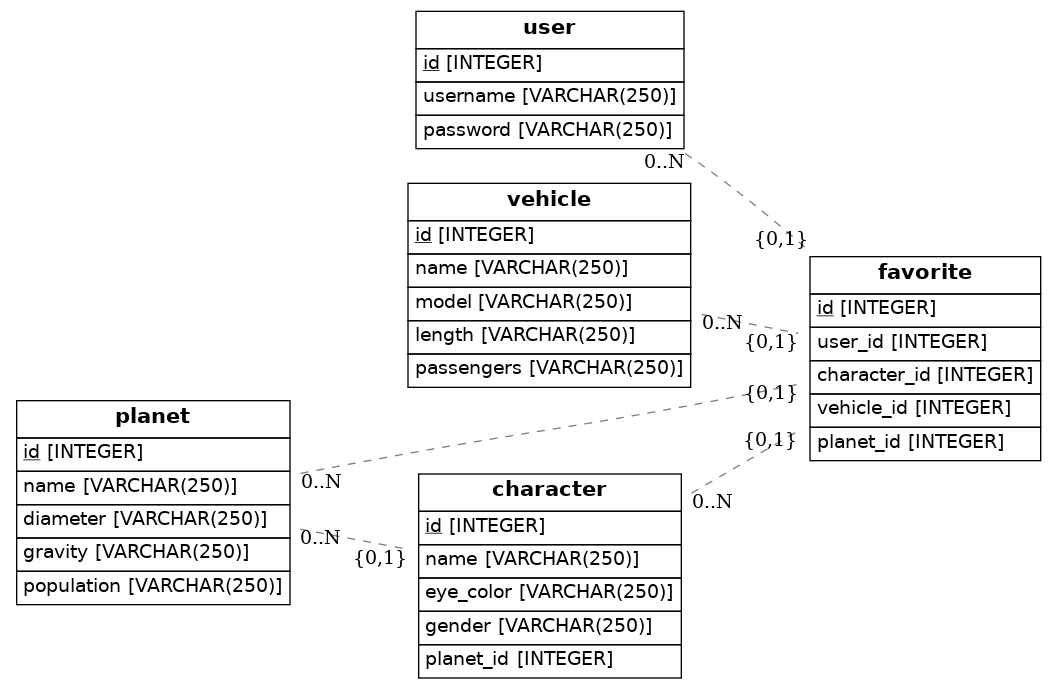 user
id [INTEGER]
username [VARCHAR(250)]
password [VARCHAR(250)]
0..N
{0,1}
vehicle
id [INTEGER]
name [VARCHAR(250)]
model [VARCHAR(250)]
length [VARCHAR(250)]
passengers [VARCHAR(250)]
0..N
{0,1}
favorite
id [INTEGER]
user_id [INTEGER]
character_id [INTEGER]
vehicle_id [INTEGER]
planet_id [INTEGER]
{0,1}
{0,1}
planet
id [INTEGER]
name [VARCHAR(250)]
diameter [VARCHAR(250)]
gravity [VARCHAR(250)]
population [VARCHAR(250)]
0..N
0..N
{0,1}
character
id [INTEGER]
name [VARCHAR(250)]
eye_color [VARCHAR(250)]
gender [VARCHAR(250)]
planet_id [INTEGER]
0..N